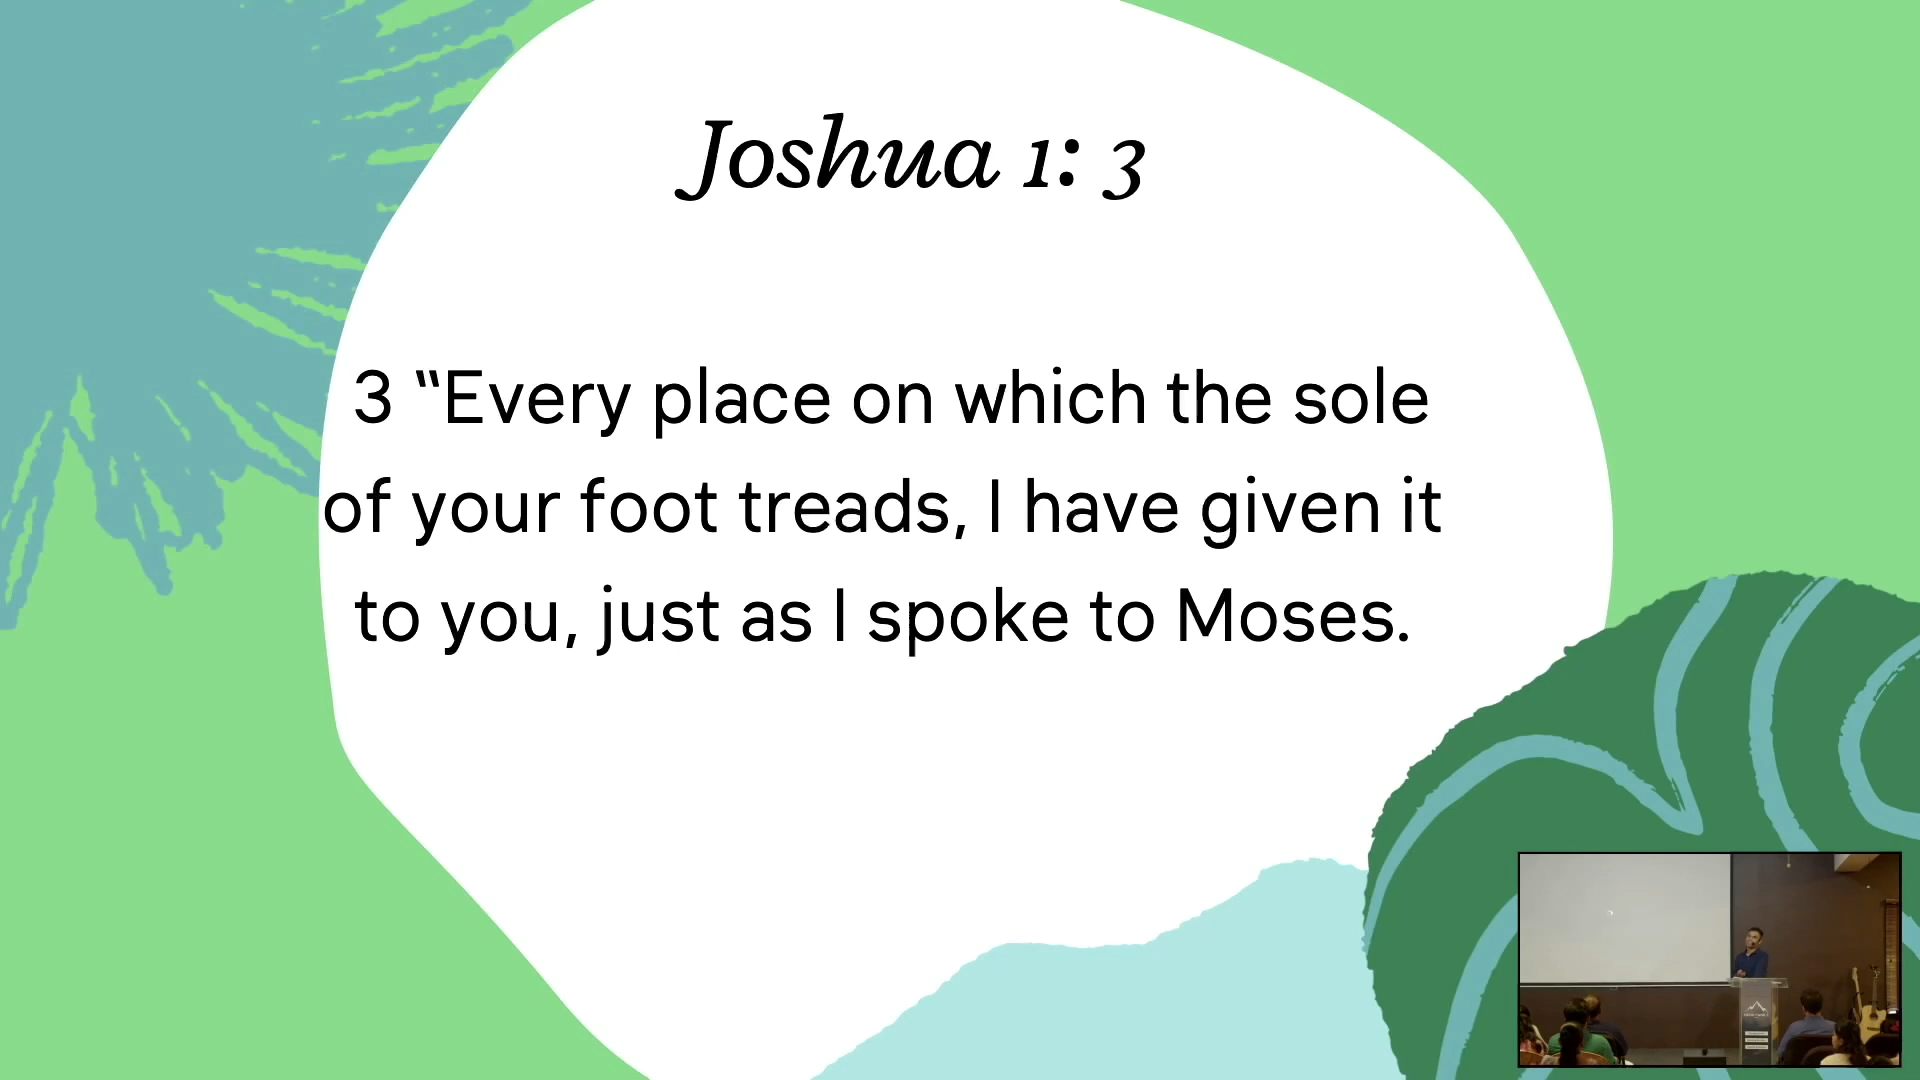 Joshua 1: 3
3 “Every place on which the sole
of your foot treads, I have given it
to you, just as I spoke to Moses.